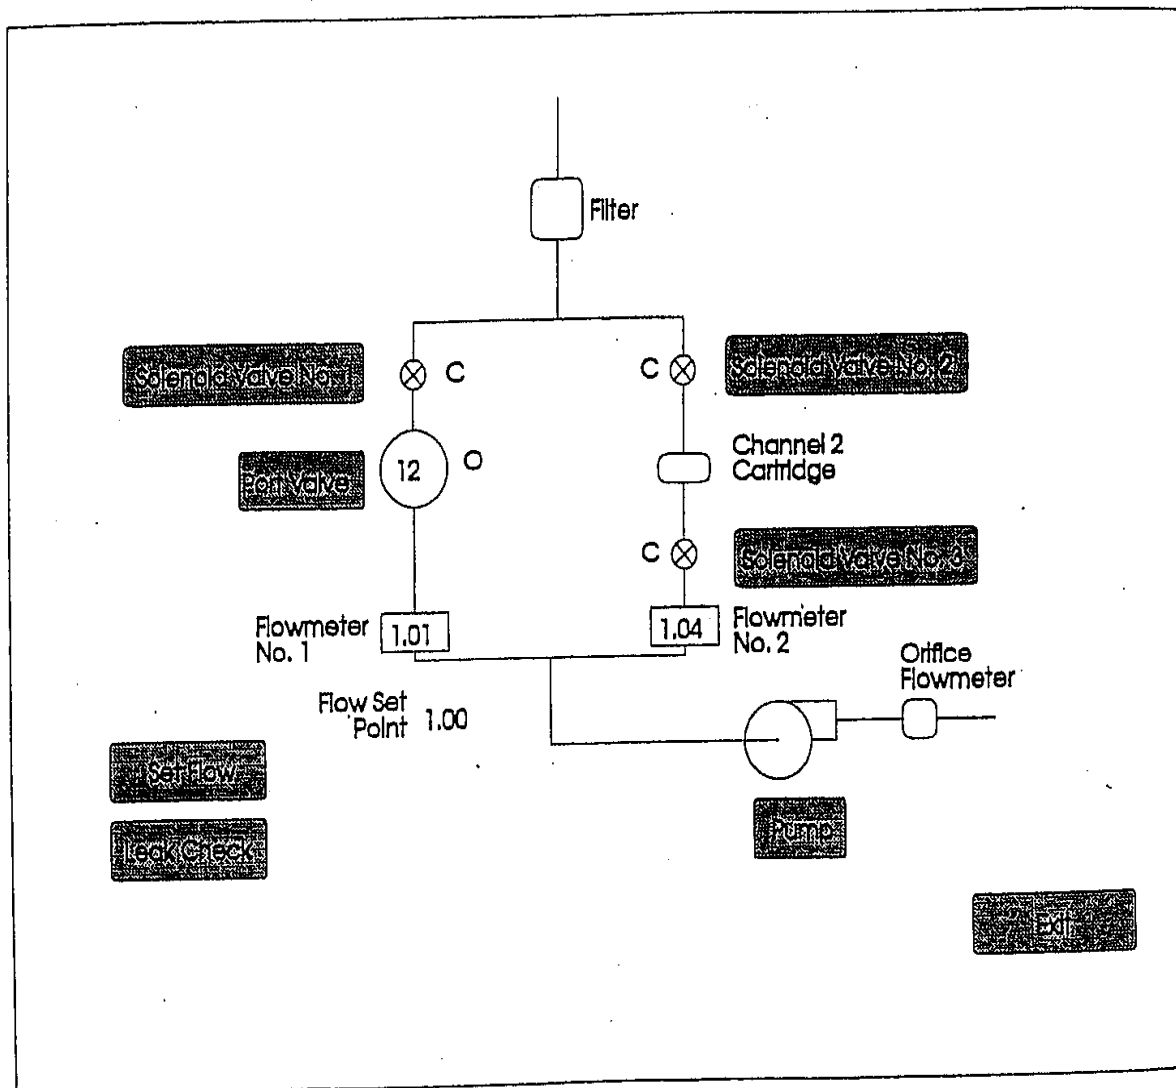 Filter
Solenoid Valve No. 1
C
C
Solenoid Valve No. 2
Port Valve
12
O
Channel 2
Cartridge
C
Solenoid Valve No. 3
Flowmeter
No. 1
1.01
1.04
Flowmeter
No. 2
Orifice
Flowmeter
Flow Set
Point
1.00
Set Flow
Leak Check
Pump
Exit